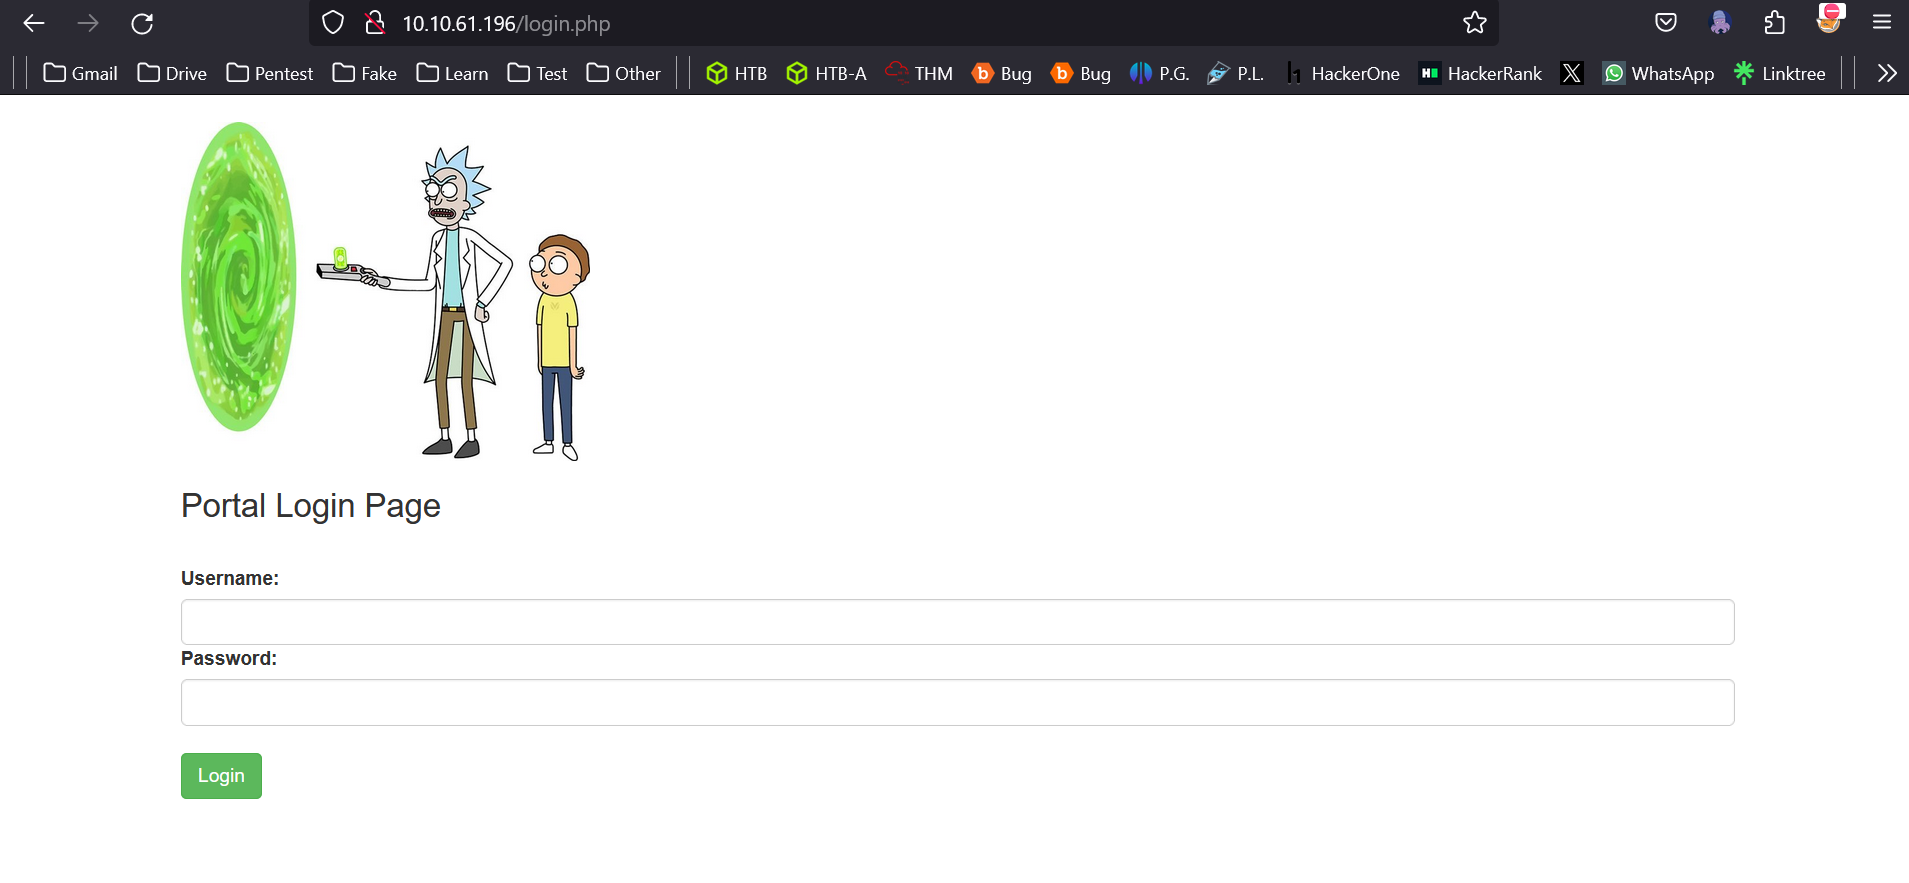 10.10.61.196/login.php
Gmail Drive Pentest Fake Learn Test Other HTB HTB-A THM Bug Bug P.G. P.L. HackerOne HackerRank WhatsApp Linktree
Portal Login Page
Username:
Password:
Login